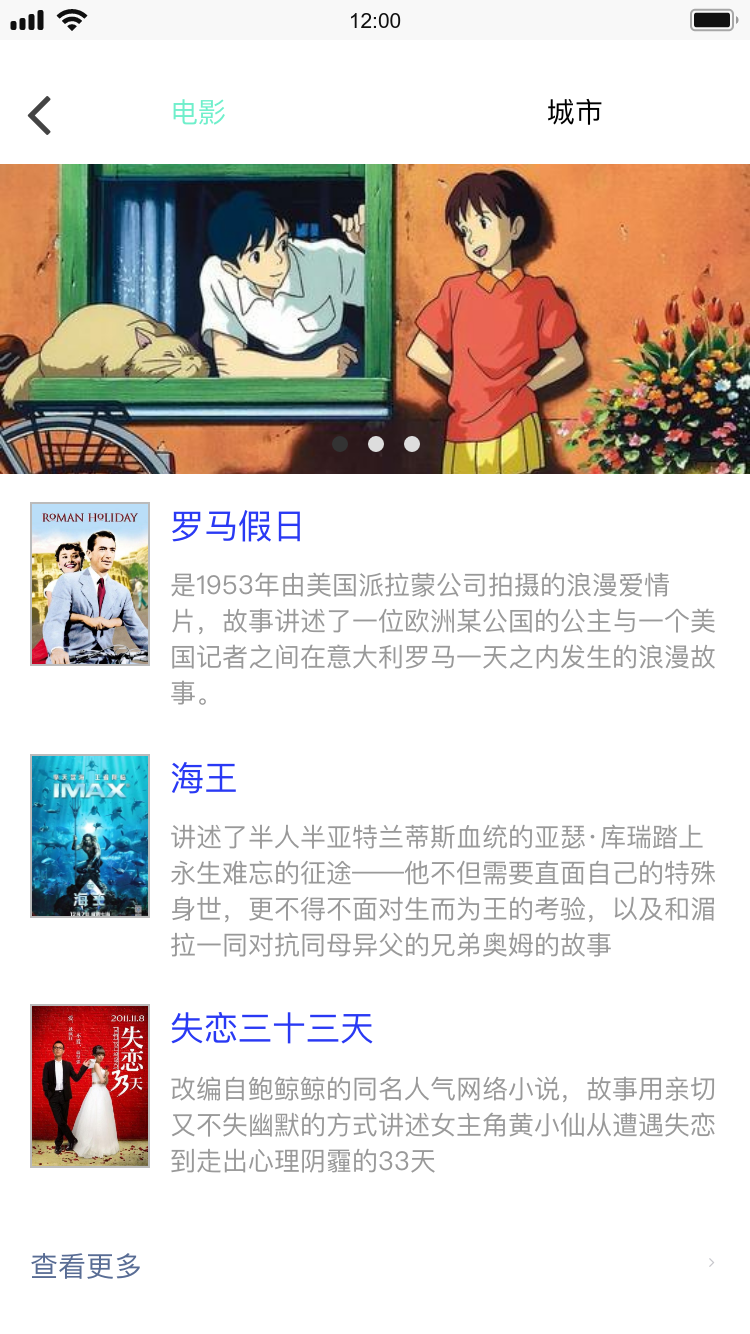 12:00
电影
城市
ROMAN HOLIDAY
罗马假日
是1953年由美国派拉蒙公司拍摄的浪漫爱情
片，故事讲述了一位欧洲某公国的公主与一个美
国记者之间在意大利罗马一天之内发生的浪漫故
事。
IMAX
海王
海王
讲述了半人半亚特兰蒂斯血统的亚瑟·库瑞踏上
永生难忘的征途——他不但需要直面自己的特殊
身世，更不得不面对生而为王的考验，以及和湄
拉一同对抗同母异父的兄弟奥姆的故事
2011.11.8
失恋33天
失恋三十三天
改编自鲍鲸鲸的同名人气网络小说，故事用亲切
又不失幽默的方式讲述女主角黄小仙从遭遇失恋
到走出心理阴霾的33天
查看更多